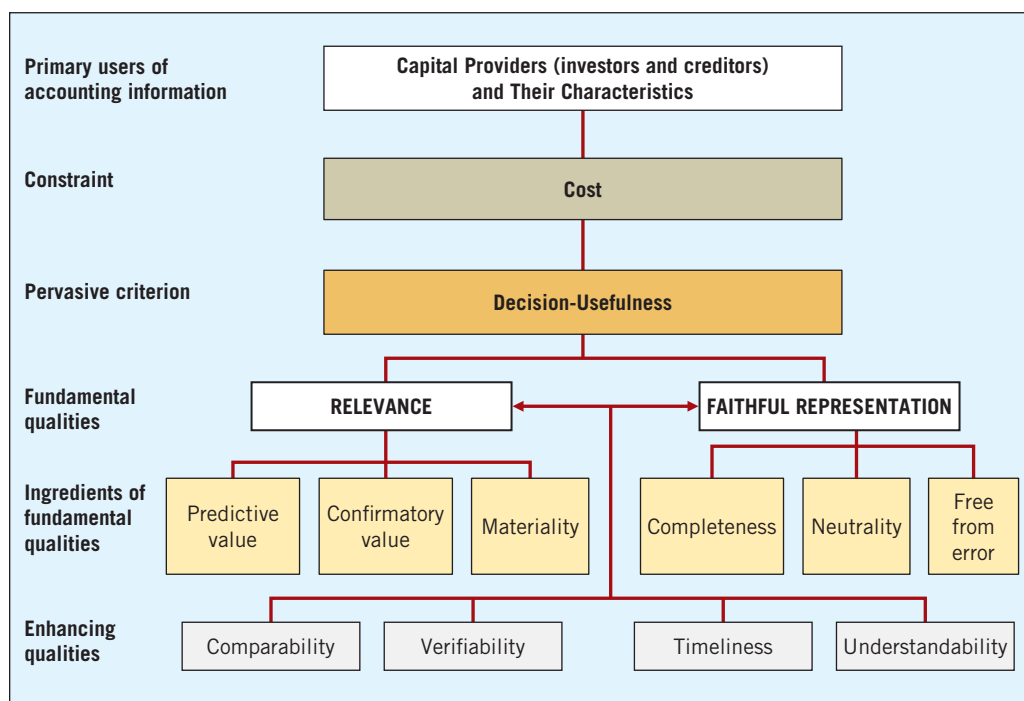 Primary users of
accounting information
Capital Providers (investors and creditors)
and Their Characteristics
Constraint
Cost
Pervasive criterion
Decision-Usefulness
Fundamental
qualities
RELEVANCE
FAITHFUL REPRESENTATION
Ingredients of
fundamental
qualities
Predictive
value
Confirmatory
value
Materiality
Completeness
Neutrality
Free
from
error
Enhancing
qualities
Comparability
Verifiability
Timeliness
Understandability